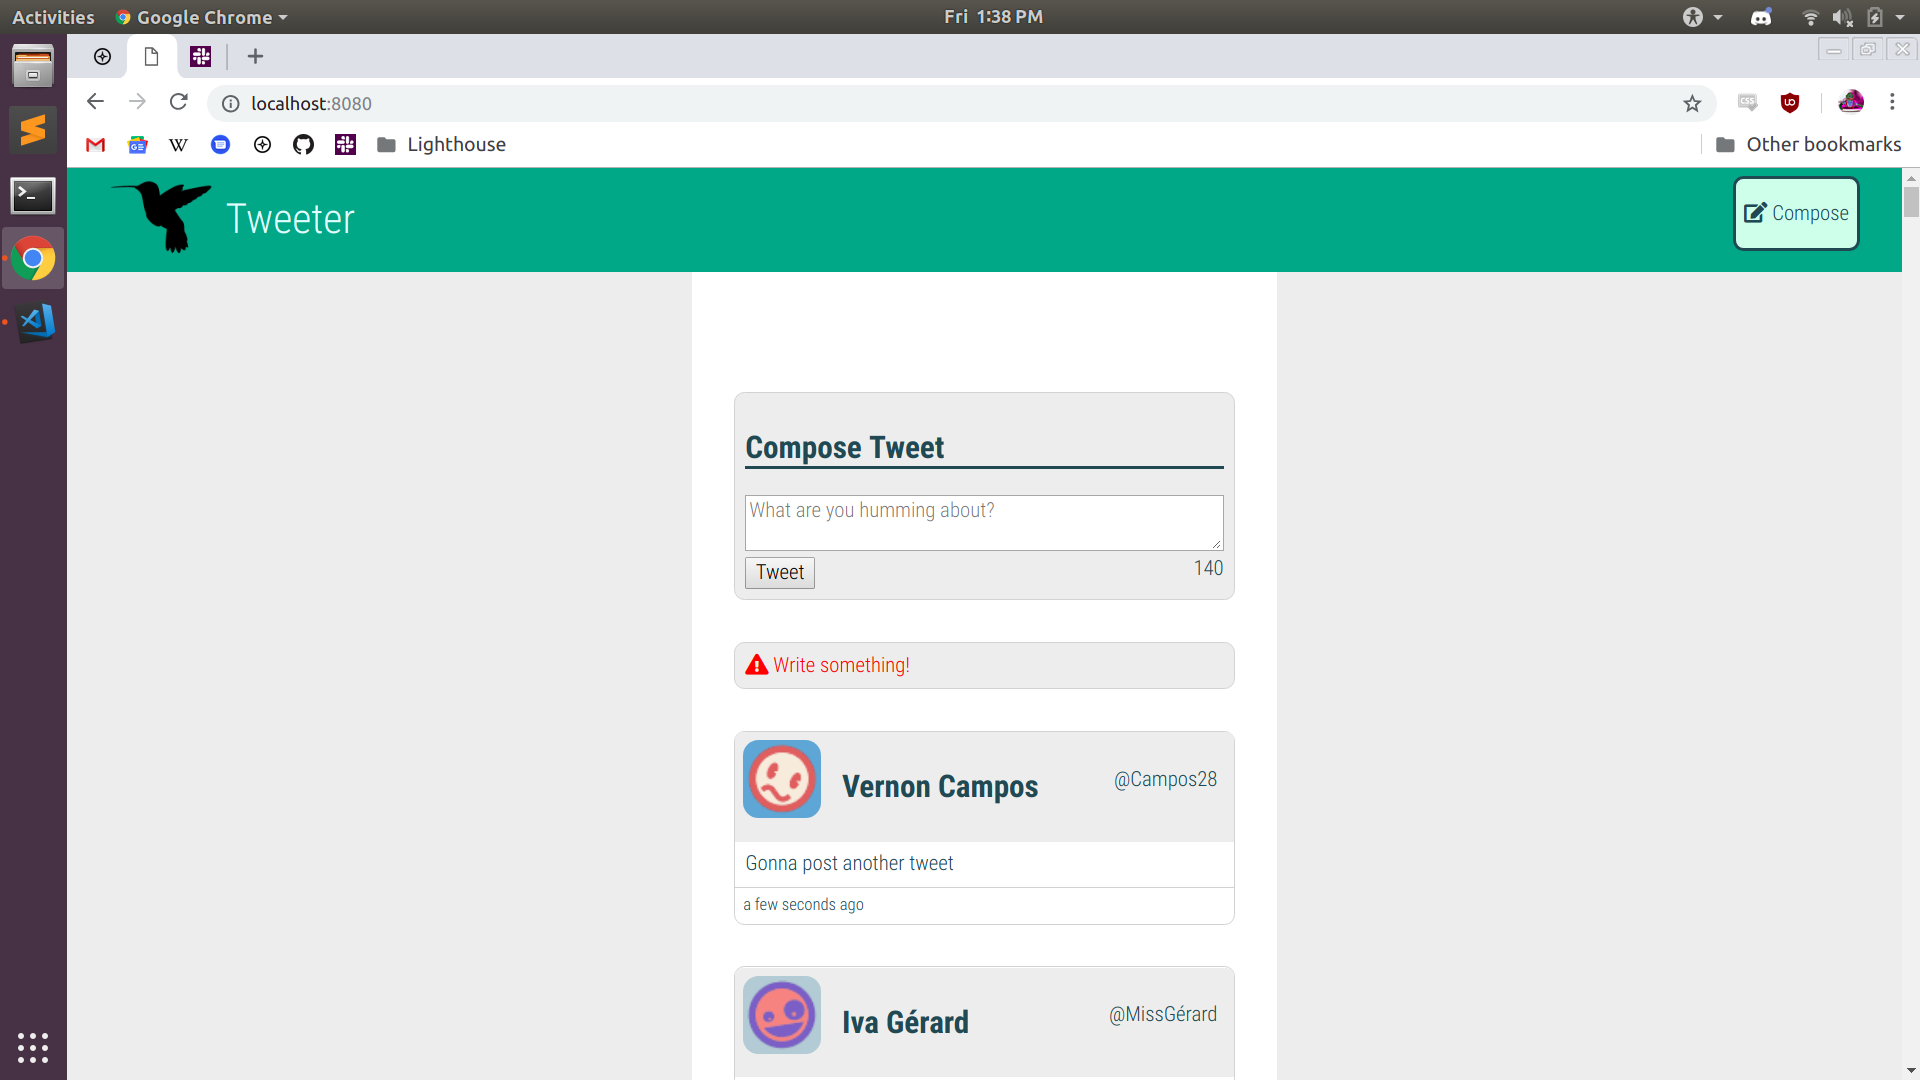 Activities Google Chrome Fri 1:38 PM
localhost:8080
Lighthouse Other bookmarks
Tweeter Compose
Compose Tweet
What are you humming about?
Tweet 140
Write something!
Vernon Campos @Campos28
Gonna post another tweet
a few seconds ago
Iva Gérard @MissGérard